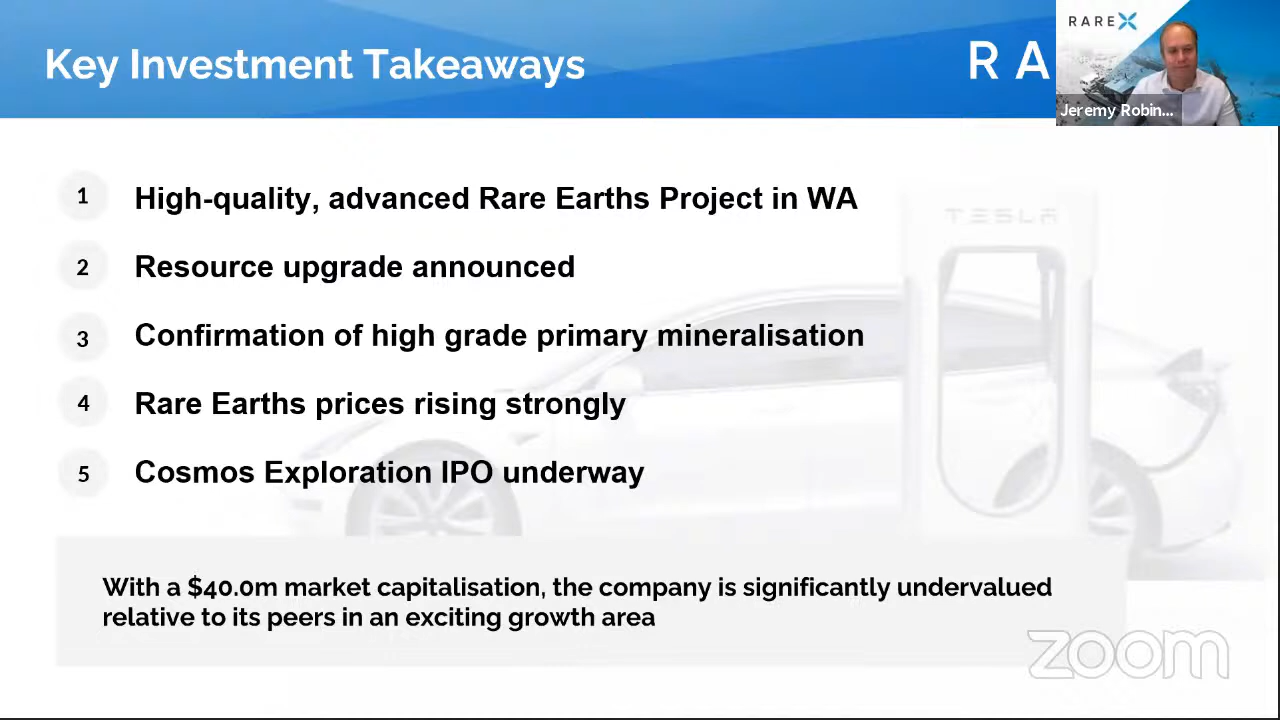 Key Investment Takeaways
R A
RAREX
Jeremy Robin...
1 High-quality, advanced Rare Earths Project in WA
TESLA
2 Resource upgrade announced
3 Confirmation of high grade primary mineralisation
4 Rare Earths prices rising strongly
5 Cosmos Exploration IPO underway
With a $40.0m market capitalisation, the company is significantly undervalued
relative to its peers in an exciting growth area
zoom